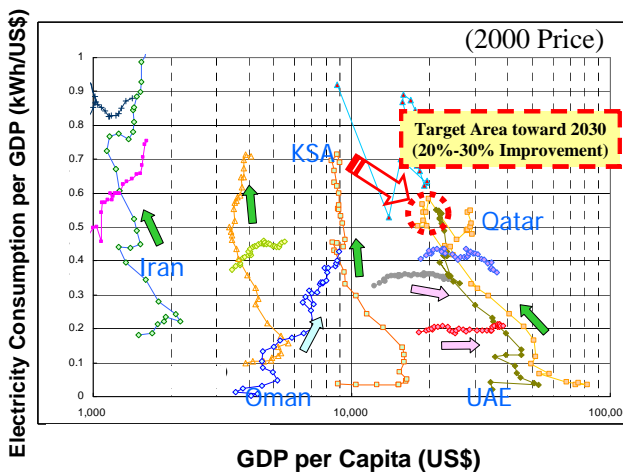 (2000 Price)
Electricity Consumption per GDP (kWh/US$)
1
0.9
0.8
0.7
0.6
0.5
0.4
0.3
0.2
0.1
0
Target Area toward 2030
(20%-30% Improvement)
KSA
Qatar
Iran
Oman
UAE
1,000
10,000
100,00
GDP per Capita (US$)